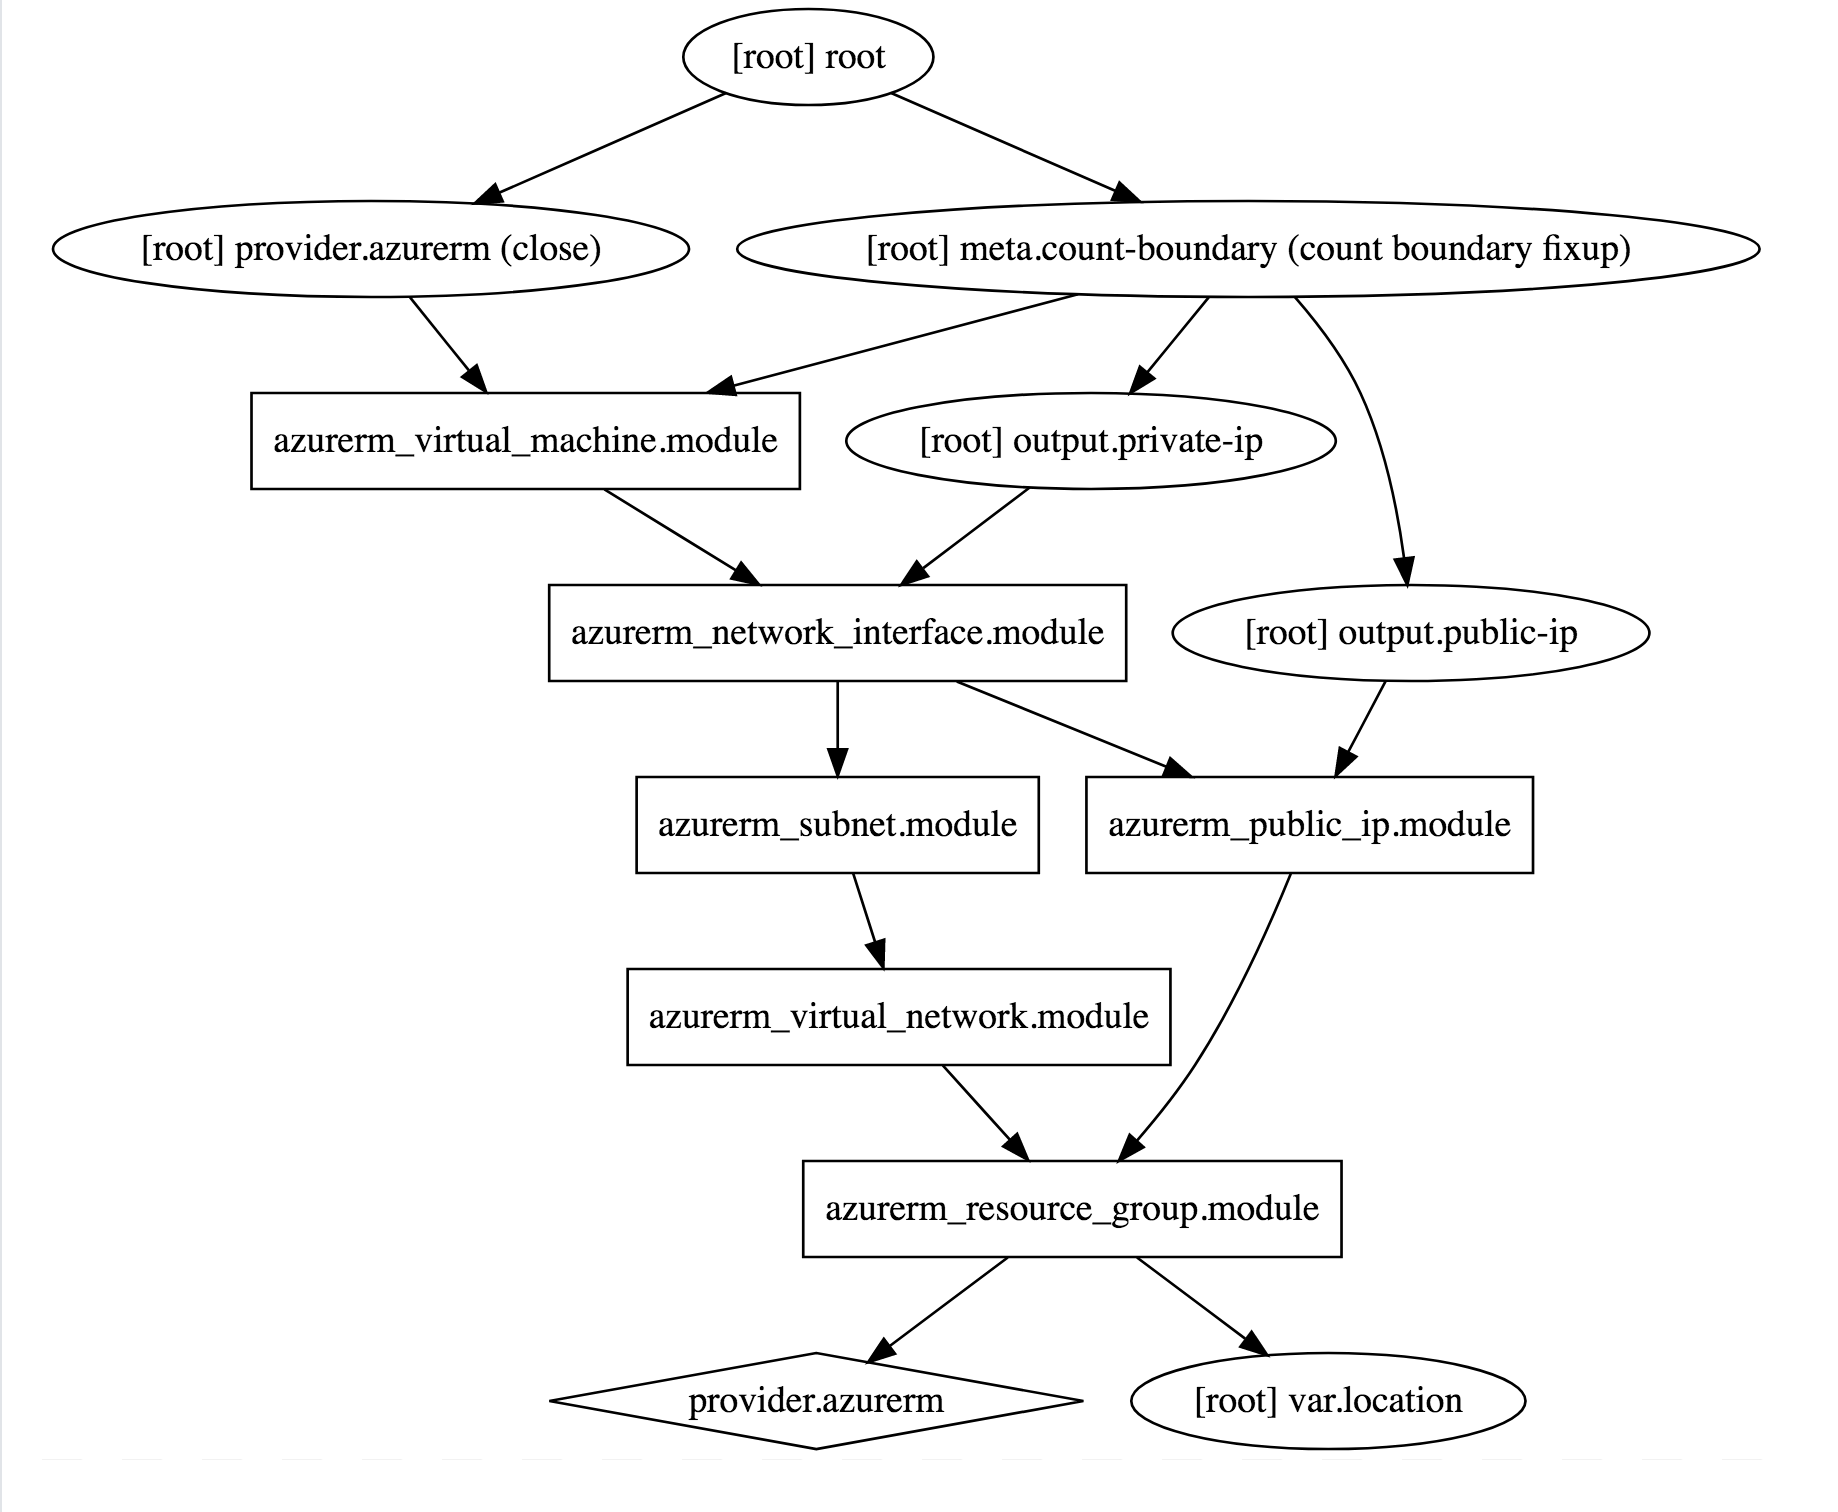 [root] root
[root] provider.azurerm (close)
[root] meta.count-boundary (count boundary fixup)
azurerm_virtual_machine.module
[root] output.private-ip
azurerm_network_interface.module
[root] output.public-ip
azurerm_subnet.module
azurerm_public_ip.module
azurerm_virtual_network.module
azurerm_resource_group.module
provider.azurerm
[root] var.location